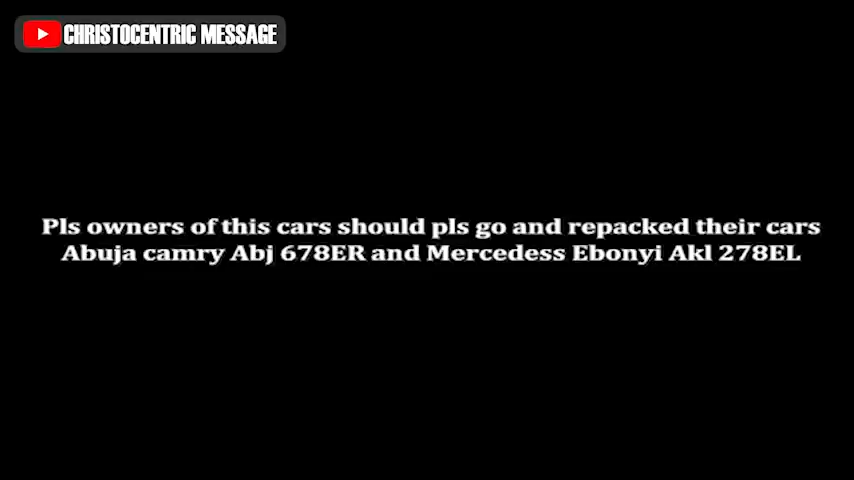 CHRISTOCENTRIC MESSAGE
Pls owners of this cars should pls go and repacked their cars
Abuja camry Abj 678ER and Mercedess Ebonyi Akl 278EL